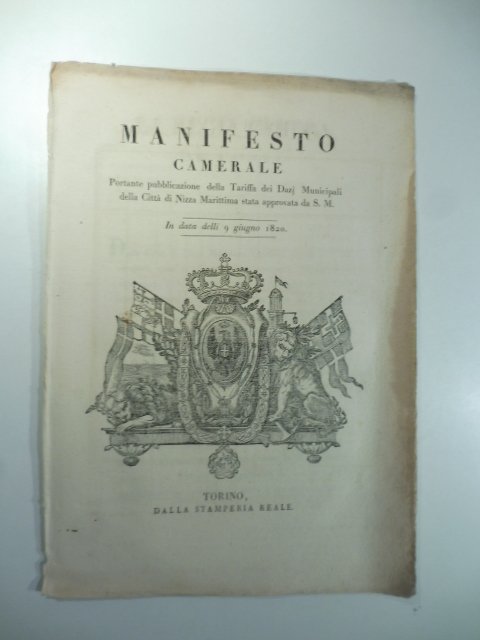 MANIFESTO
CAMERALE
Portante pubblicazione della Tariffa dei Dazj Municipali
della Città di Nizza Marittima stata approvata da S. M.
In data delli 9 giugno 1820.
TORINO,
DALLA STAMPERIA REALE.